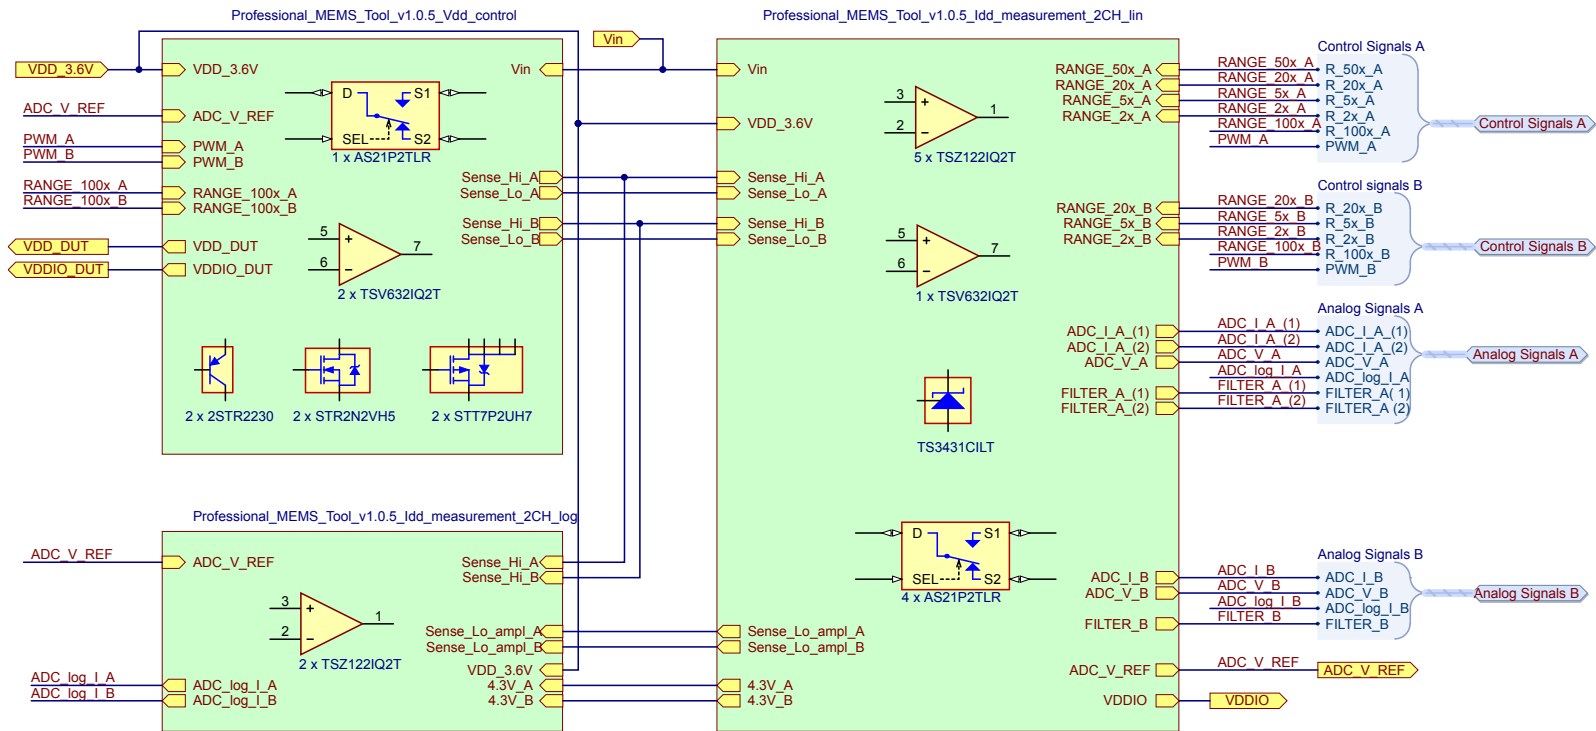 Professional_MEMS_Tool_v1.0.5_Vdd_control
VDD_3.6V
VDD_3.6V
Vin
ADC_V_REF
ADC_V_REF
D
S1
SEL
S2
1 x AS21P2TLR
PWM_A
PWM_A
PWM_B
PWM_B
RANGE_100x_A
RANGE_100x_A
RANGE_100x_B
RANGE_100x_B
Sense_Hi_A
Sense_Lo_A
Sense_Hi_B
Sense_Lo_B
VDD_DUT
VDD_DUT
VDDIO_DUT
VDDIO_DUT
5
+
7
6
−
2 x TSV632IQ2T
2 x 2STR2230
2 x STR2N2VH5
2 x STT7P2UH7
Professional_MEMS_Tool_v1.0.5_Idd_measurement_2CH_log
ADC_V_REF
ADC_V_REF
Sense_Hi_A
Sense_Hi_B
3
+
1
2
−
2 x TSZ122IQ2T
Sense_Lo_ampl_A
Sense_Lo_ampl_B
VDD_3.6V
4.3V_A
4.3V_B
ADC_log_I_A
ADC_log_I_A
ADC_log_I_B
ADC_log_I_B
Professional_MEMS_Tool_v1.0.5_Idd_measurement_2CH_lin
Vin
Vin
VDD_3.6V
Sense_Hi_A
Sense_Lo_A
Sense_Hi_B
Sense_Lo_B
3
+
1
2
−
5 x TSZ122IQ2T
5
+
7
6
−
1 x TSV632IQ2T
TS3431CILT
D
S1
SEL
S2
4 x AS21P2TLR
Sense_Lo_ampl_A
Sense_Lo_ampl_B
4.3V_A
4.3V_B
RANGE_50x_A
RANGE_20x_A
RANGE_5x_A
RANGE_2x_A
RANGE_20x_B
RANGE_5x_B
RANGE_2x_B
ADC_I_A_(1)
ADC_I_A_(2)
ADC_V_A
FILTER_A_(1)
FILTER_A_(2)
ADC_I_B
ADC_V_B
FILTER_B
ADC_V_REF
VDDIO
Control Signals A
RANGE_50x_A
R_50x_A
RANGE_20x_A
R_20x_A
RANGE_5x_A
R_5x_A
RANGE_2x_A
R_2x_A
RANGE_100x_A
R_100x_A
PWM_A
PWM_A
Control Signals A
Control signals B
RANGE_20x_B
R_20x_B
RANGE_5x_B
R_5x_B
RANGE_2x_B
R_2x_B
RANGE_100x_B
R_100x_B
PWM_B
PWM_B
Control Signals B
Analog Signals A
ADC_I_A_(1)
ADC_I_A_(1)
ADC_I_A_(2)
ADC_I_A_(2)
ADC_V_A
ADC_V_A
ADC_log_I_A
ADC_log_I_A
FILTER_A_(1)
FILTER_A( 1)
FILTER_A_(2)
FILTER_A (2)
Analog Signals A
Analog Signals B
ADC_I_B
ADC_I_B
ADC_V_B
ADC_V_B
ADC_log_I_B
ADC_log_I_B
FILTER_B
FILTER_B
Analog Signals B
ADC_V_REF
ADC_V_REF
VDDIO